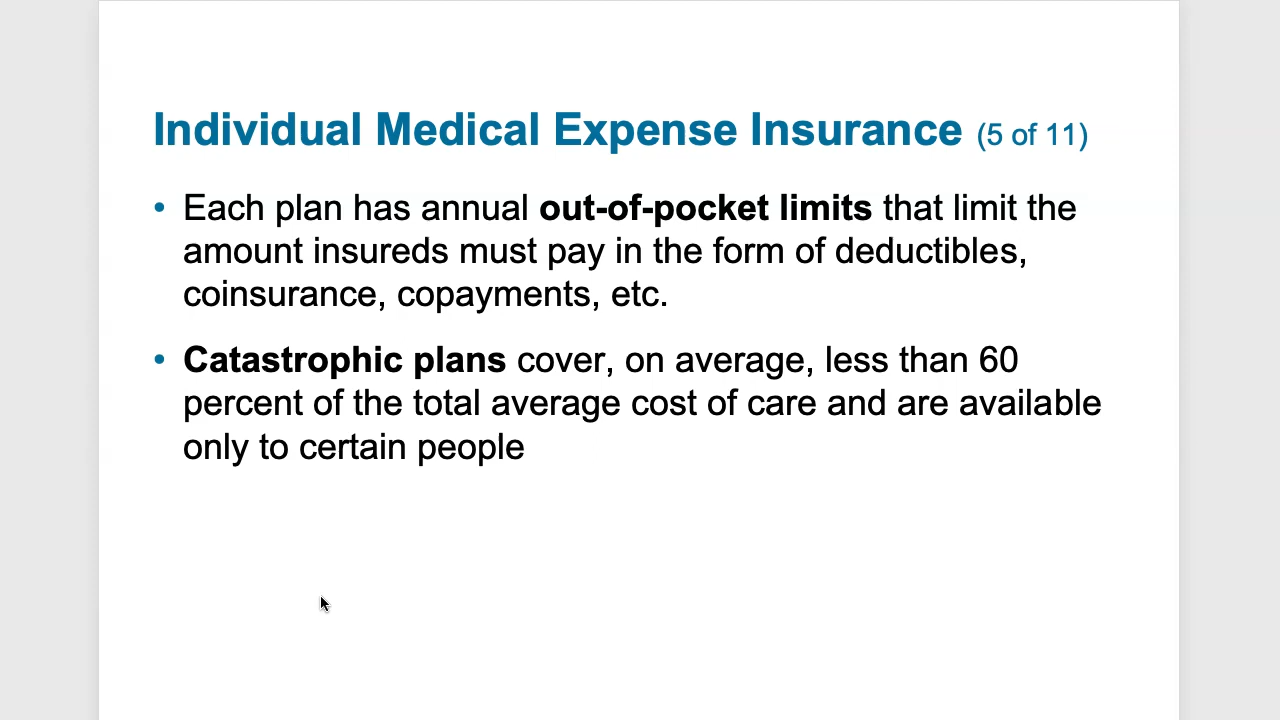 Individual Medical Expense Insurance (5 of 11)
• Each plan has annual out-of-pocket limits that limit the
amount insureds must pay in the form of deductibles,
coinsurance, copayments, etc.
• Catastrophic plans cover, on average, less than 60
percent of the total average cost of care and are available
only to certain people